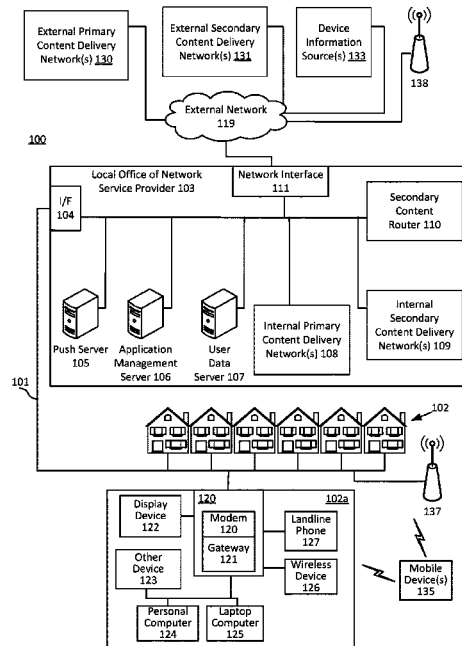 External Primary
Content Delivery
Network(s) 130
External Secondary
Content Delivery
Network(s) 131
Device
Information
Source(s) 133
138
External Network
119
100
Local Office of Network
Service Provider 103
Network Interface
111
I/F
104
Secondary
Content
Router 110
Push Server
105
Application
Management
Server 106
User
Data
Server 107
Internal Primary
Content Delivery
Network(s) 108
Internal
Secondary
Content Delivery
Network(s) 109
101
102
137
120
102a
Display
Device
122
Modem
120
Gateway
121
Landline
Phone
127
Other
Device
123
Wireless
Device
126
Personal
Computer
124
Laptop
Computer
125
Mobile
Device(s)
135